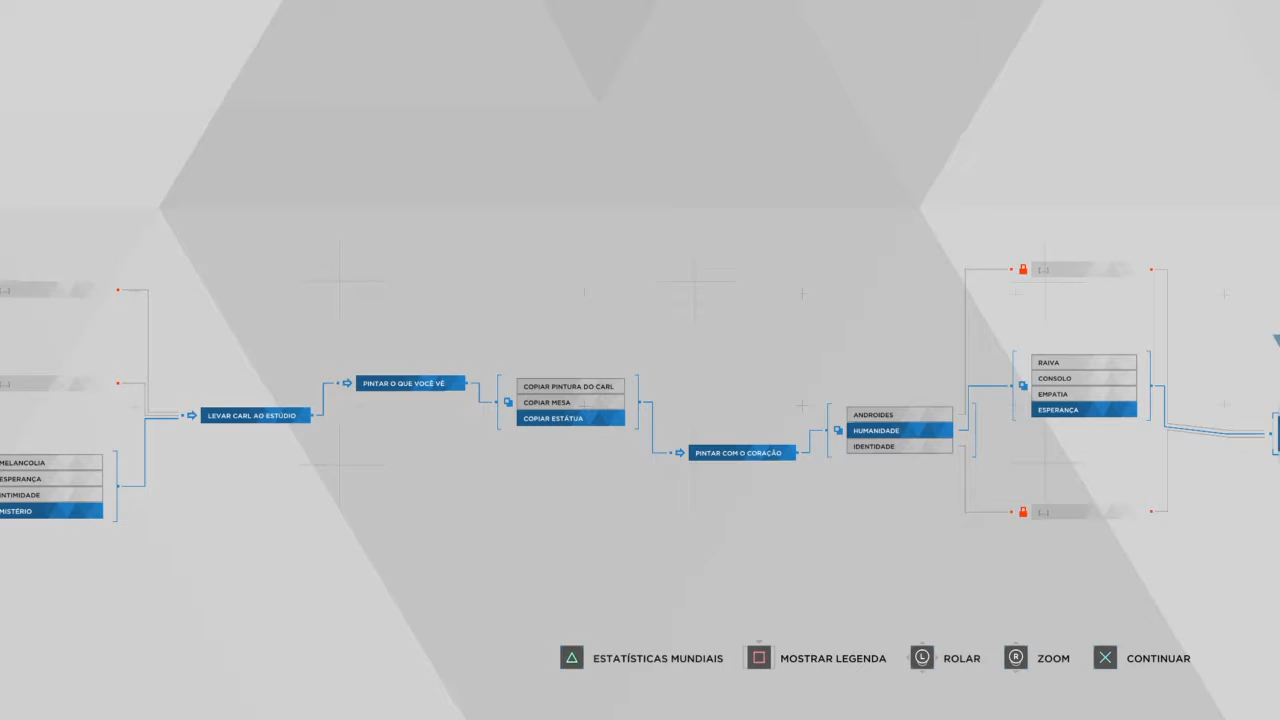 [...]
[...]
MELANCOLIA
ESPERANÇA
INTIMIDADE
MISTÉRIO
LEVAR CARL AO ESTÚDIO
PINTAR O QUE VOCÊ VÊ
COPIAR PINTURA DO CARL
COPIAR MESA
COPIAR ESTÁTUA
PINTAR COM O CORAÇÃO
ANDROIDES
HUMANIDADE
IDENTIDADE
[...]
RAIVA
CONSOLO
EMPATIA
ESPERANÇA
[...]
ESTATÍSTICAS MUNDIAIS
MOSTRAR LEGENDA
L
ROLAR
R
ZOOM
CONTINUAR